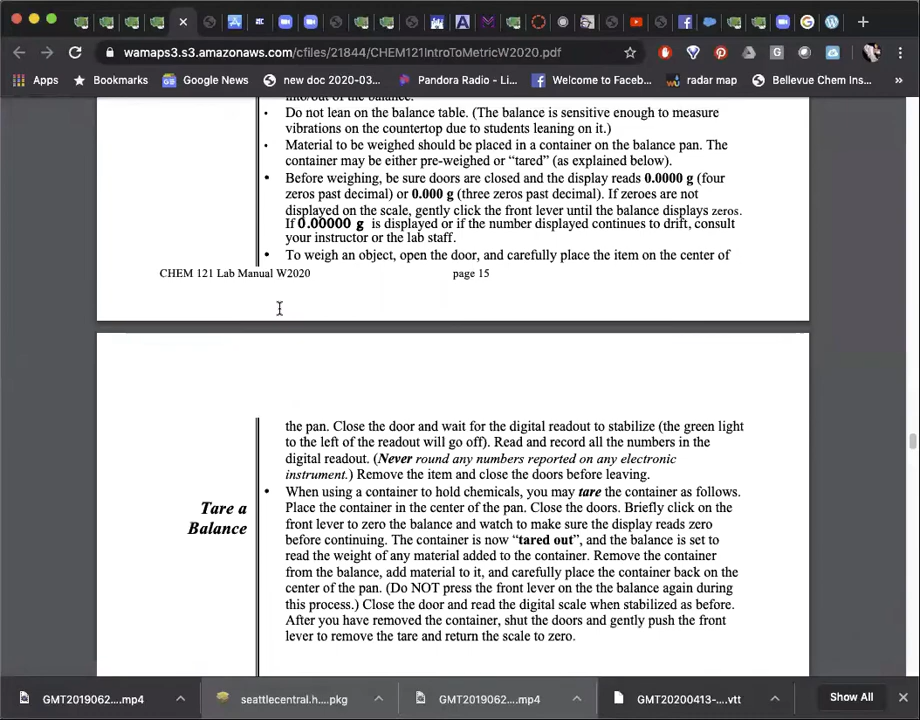 wamaps3.s3.amazonaws.com/cfiles/21844/CHEM121IntroToMetricW2020.pdf
Apps
Bookmarks
Google News
new doc 2020-03...
Pandora Radio - Li...
Welcome to Faceb...
radar map
Bellevue Chem Ins...
»
into/out of the balance.
• Do not lean on the balance table. (The balance is sensitive enough to measure
vibrations on the countertop due to students leaning on it.)
• Material to be weighed should be placed in a container on the balance pan. The
container may be either pre-weighed or “tared” (as explained below).
• Before weighing, be sure doors are closed and the display reads 0.0000 g (four
zeros past decimal) or 0.000 g (three zeros past decimal). If zeroes are not
displayed on the scale, gently click the front lever until the balance displays zeros.
If 0.00000 g is displayed or if the number displayed continues to drift, consult
your instructor or the lab staff.
• To weigh an object, open the door, and carefully place the item on the center of
CHEM 121 Lab Manual W2020 page 15
the pan. Close the door and wait for the digital readout to stabilize (the green light
to the left of the readout will go off). Read and record all the numbers in the
digital readout. (Never round any numbers reported on any electronic
instrument.) Remove the item and close the doors before leaving.
Tare a
Balance
• When using a container to hold chemicals, you may tare the container as follows.
Place the container in the center of the pan. Close the doors. Briefly click on the
front lever to zero the balance and watch to make sure the display reads zero
before continuing. The container is now “tared out”, and the balance is set to
read the weight of any material added to the container. Remove the container
from the balance, add material to it, and carefully place the container back on the
center of the pan. (Do NOT press the front lever on the the balance again during
this process.) Close the door and read the digital scale when stabilized as before.
After you have removed the container, shut the doors and gently push the front
lever to remove the tare and return the scale to zero.
GMT2019062....mp4
seattlecentral.h....pkg
GMT2019062....mp4
GMT20200413-....vtt
Show All